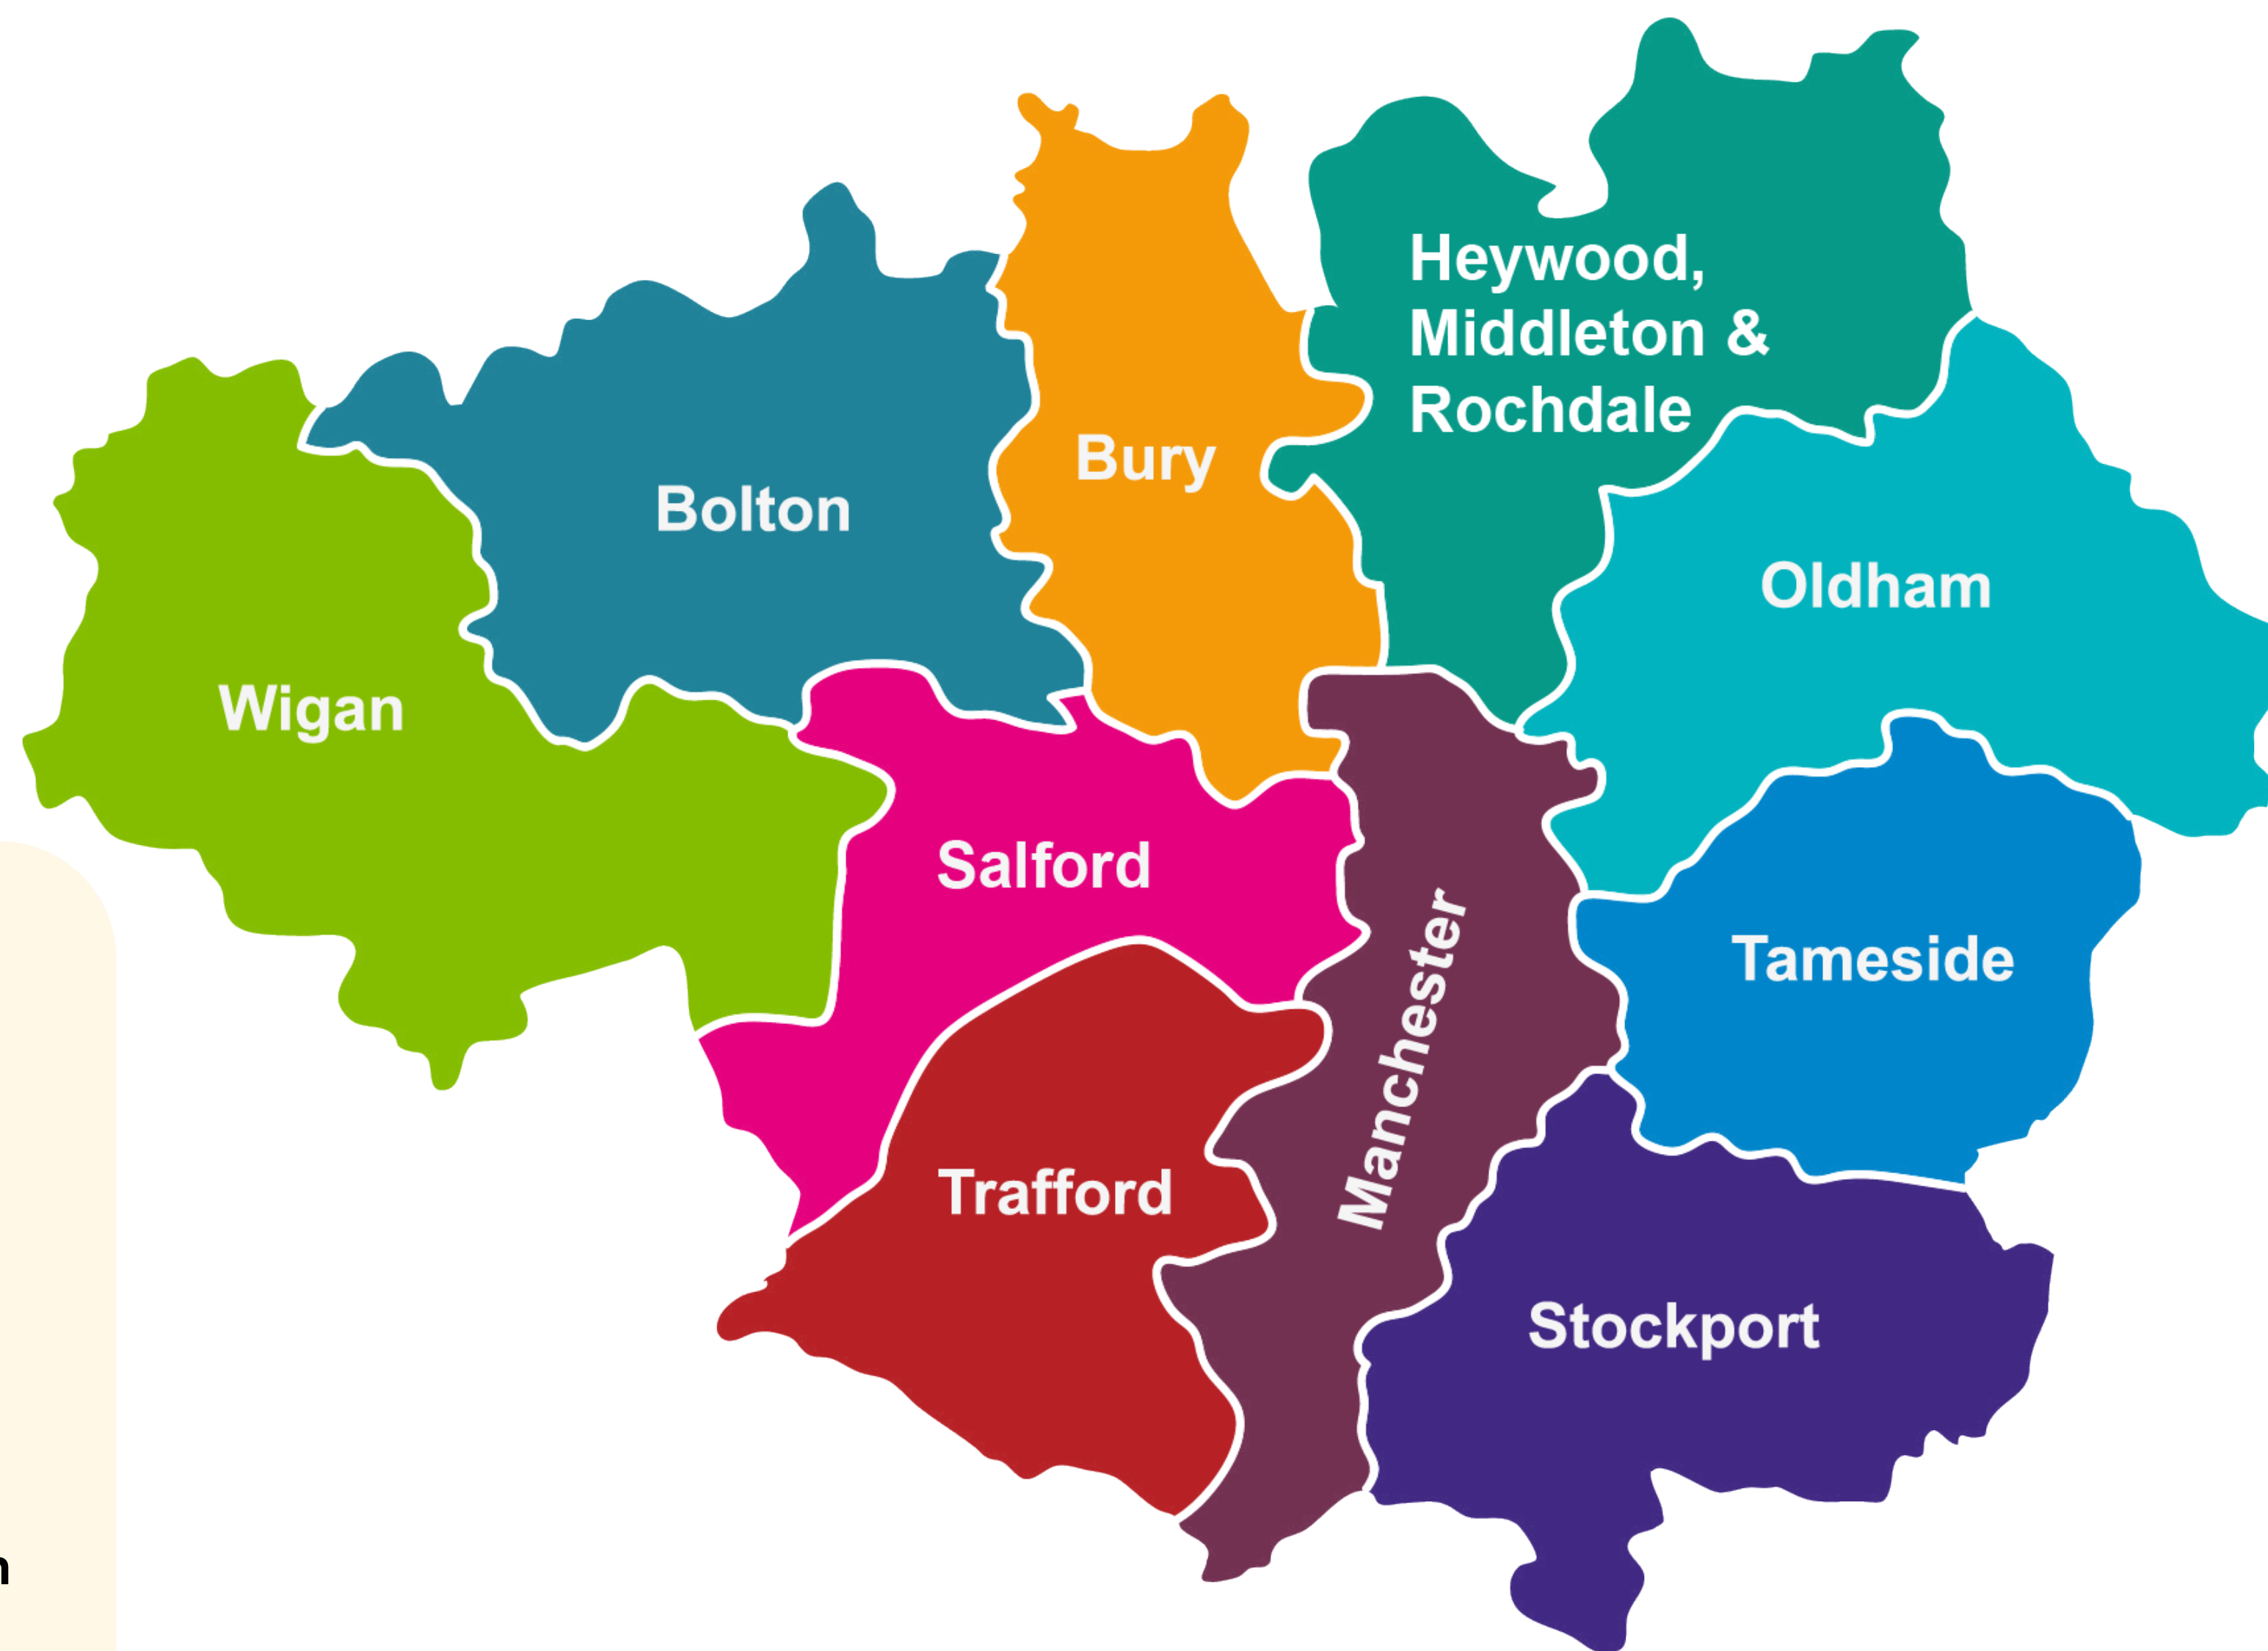 Heywood,
Middleton &
Rochdale
Bury
Bolton
Oldham
Wigan
Salford
Manchester
Tameside
Trafford
Stockport
n